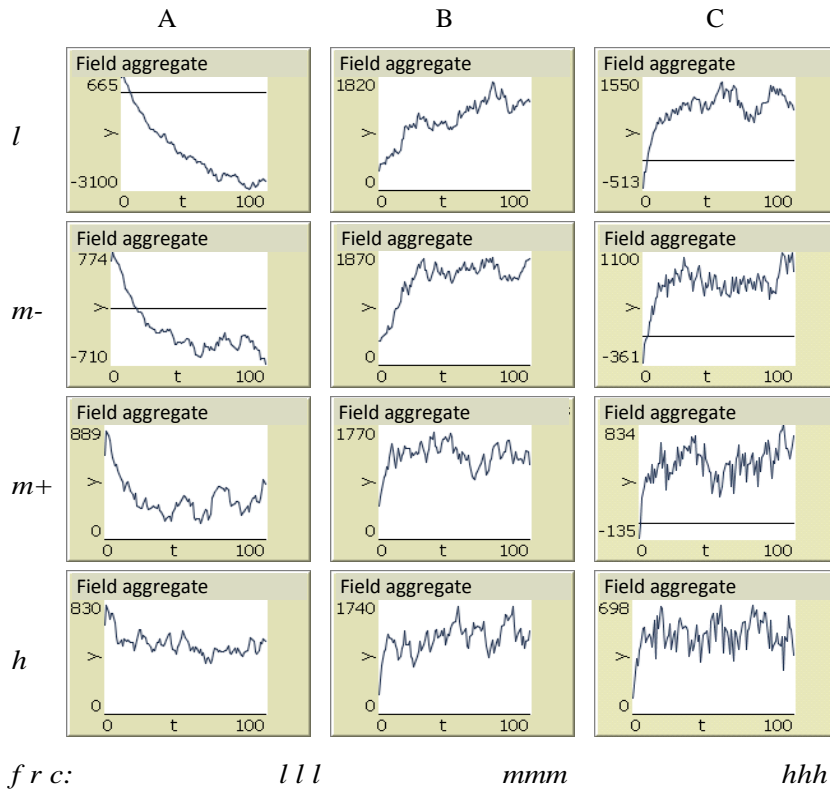 A B C
Field aggregate Field aggregate Field aggregate
665 1820 1550
l y y y
-3100 0 -513
0 t 100 0 t 100 0 t 100
Field aggregate Field aggregate Field aggregate
774 1870 1100
m- y y y
-710 0 -361
0 t 100 0 t 100 0 t 100
Field aggregate Field aggregate Field aggregate
889 1770 834
m+ y y y
0 0 -135
0 t 100 0 t 100 0 t 100
Field aggregate Field aggregate Field aggregate
830 1740 698
h y y y
0 0 0
0 t 100 0 t 100 0 t 100
f r c: l l l mmm hhh